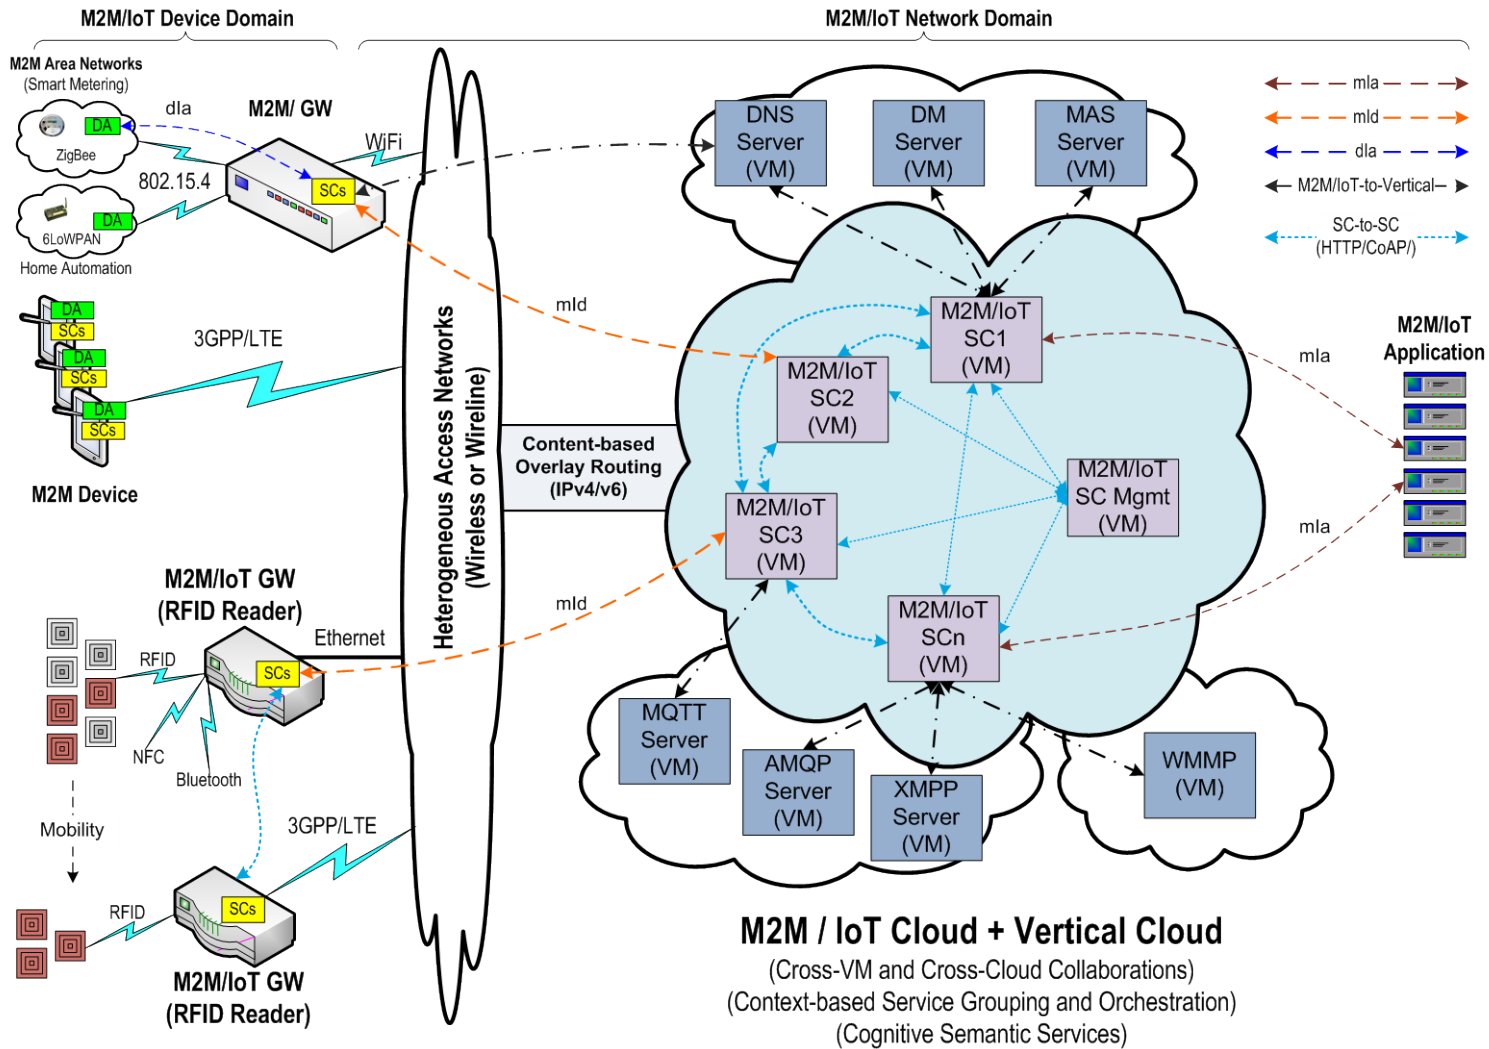 M2M/IoT Device Domain
M2M/IoT Network Domain
M2M Area Networks
(Smart Metering)
DA
ZigBee
dIa
M2M/ GW
SCs
WiFi
802.15.4
DA
6LoWPAN
Home Automation
DA
SCs
DA
SCs
DA
SCs
M2M Device
3GPP/LTE
M2M/IoT GW
(RFID Reader)
SCs
Ethernet
RFID
NFC
Bluetooth
Mobility
3GPP/LTE
RFID
SCs
M2M/IoT GW
(RFID Reader)
Heterogeneous Access Networks
(Wireless or Wireline)
mId
mId
Content-based
Overlay Routing
(IPv4/v6)
DNS
Server
(VM)
DM
Server
(VM)
MAS
Server
(VM)
M2M/IoT
SC1
(VM)
M2M/IoT
SC2
(VM)
M2M/IoT
SC Mgmt
(VM)
M2M/IoT
SC3
(VM)
M2M/IoT
SCn
(VM)
MQTT
Server
(VM)
AMQP
Server
(VM)
XMPP
Server
(VM)
WMMP
(VM)
mIa
mId
dIa
M2M/IoT-to-Vertical
SC-to-SC
(HTTP/CoAP/)
mIa
M2M/IoT
Application
mIa
M2M / IoT Cloud + Vertical Cloud
(Cross-VM and Cross-Cloud Collaborations)
(Context-based Service Grouping and Orchestration)
(Cognitive Semantic Services)